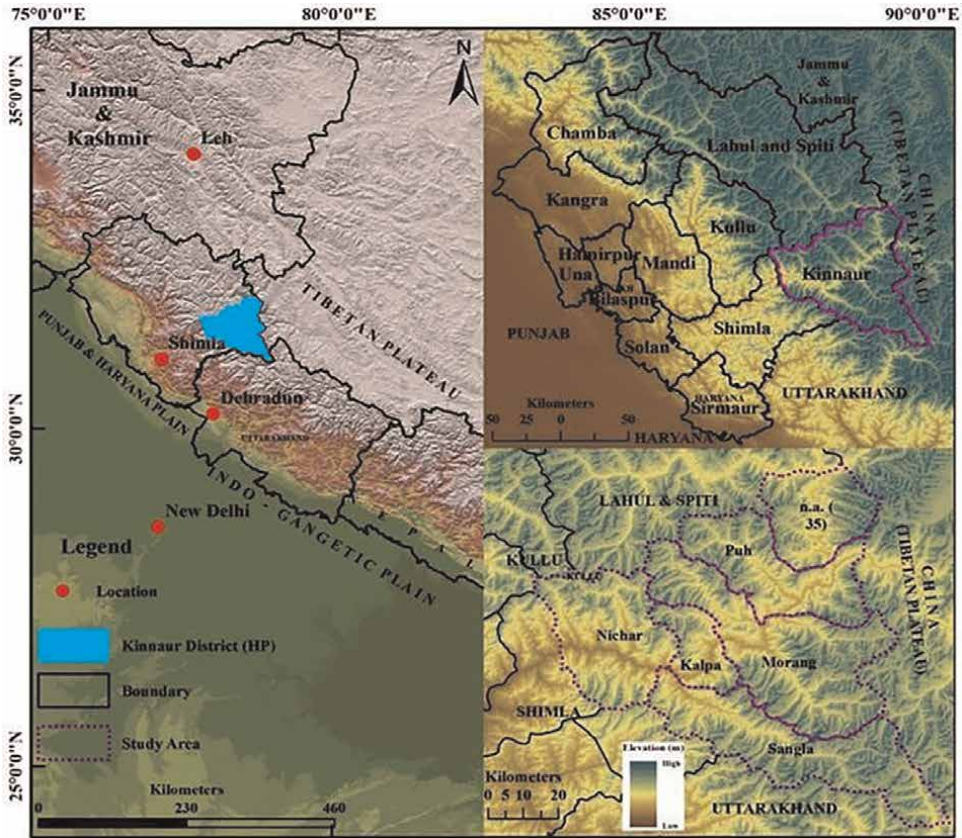 75°0'0"E
80°0'0"E
85°0'0"E
90°0'0"E
35°0'0"N
30°0'0"N
25°0'0"N
N
Jammu
&
Kashmir
Leh
TIBETAN PLATEAU
Shimla
PUNJAB & HARYANA PLAIN
Dehradun
UTTARAKHAND
INDO - GANGETIC PLAIN
E P A L
New Delhi
Legend
Location
Kinnaur District (HP)
Boundary
Study Area
Kilometers
0 230 460
Jammu
&
Kashmir
Chamba
Lahul and Spiti
CHINA
(TIBETAN PLATEAU)
Kangra
Kullu
Kinnaur
Hamirpur
Una
Mandi
Bilaspur
PUNJAB
Shimla
Solan
UTTARAKHAND
HARYANA
Sirmaur
Kilometers
50 25 0 50
HARYANA
LAHUL & SPITI
n.a. (
35)
Puh
KULLU
KULLU
CHINA
(TIBETAN PLATEAU)
Nichar
Kalpa
Morang
SHIMLA
Sangla
Elevation (m)
High
Low
Kilometers
0 5 10 20
UTTARAKHAND